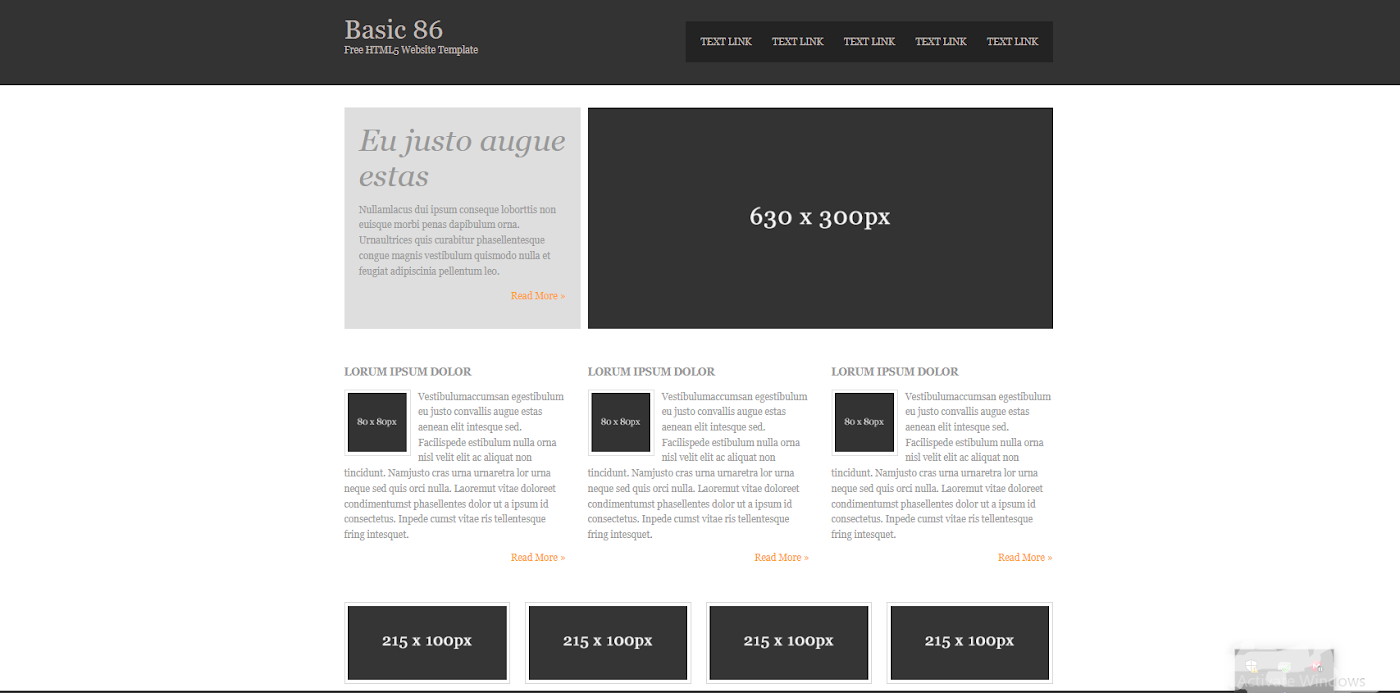 Basic 86
Free HTML5 Website Template
TEXT LINK TEXT LINK TEXT LINK TEXT LINK TEXT LINK
Eu justo augue
estas
Nullamlacus dui ipsum conseque loborttis non
euisque morbi penas dapibulum orna.
Urnaultrices quis curabitur phasellentesque
congue magnis vestibulum quismodo nulla et
feugiat adipiscinia pellentum leo.
Read More »
630 x 300px
LORUM IPSUM DOLOR
80 x 80px
Vestibulumaccumsan egestibulum
eu justo convallis augue estas
aenean elit intesque sed.
Facilispede estibulum nulla orna
nisl velit elit ac aliquat non
tincidunt. Namjusto cras urna urnaretra lor urna
neque sed quis orci nulla. Laoremut vitae doloreet
condimentumst phasellentes dolor ut a ipsum id
consectetus. Inpede cumst vitae ris tellentesque
fring intesquet.
Read More »
LORUM IPSUM DOLOR
80 x 80px
Vestibulumaccumsan egestibulum
eu justo convallis augue estas
aenean elit intesque sed.
Facilispede estibulum nulla orna
nisl velit elit ac aliquat non
tincidunt. Namjusto cras urna urnaretra lor urna
neque sed quis orci nulla. Laoremut vitae doloreet
condimentumst phasellentes dolor ut a ipsum id
consectetus. Inpede cumst vitae ris tellentesque
fring intesquet.
Read More »
LORUM IPSUM DOLOR
80 x 80px
Vestibulumaccumsan egestibulum
eu justo convallis augue estas
aenean elit intesque sed.
Facilispede estibulum nulla orna
nisl velit elit ac aliquat non
tincidunt. Namjusto cras urna urnaretra lor urna
neque sed quis orci nulla. Laoremut vitae doloreet
condimentumst phasellentes dolor ut a ipsum id
consectetus. Inpede cumst vitae ris tellentesque
fring intesquet.
Read More »
215 x 100px 215 x 100px 215 x 100px 215 x 100px
Activate Windows